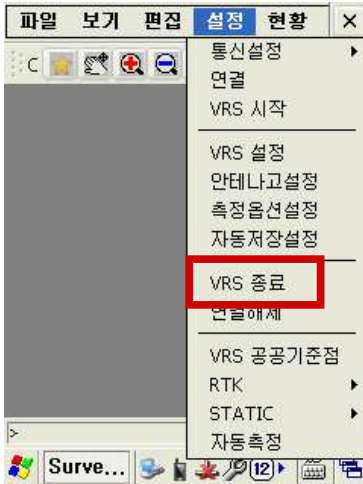 파일 보기 편집 설정 현황 ×
C
통신설정
연결
VRS 시작
VRS 설정
안테나고설정
측정옵션설정
자동저장설정
VRS 종료
연결해제
VRS 공공기준점
RTK
STATIC
자동측정
>
Surve... 12